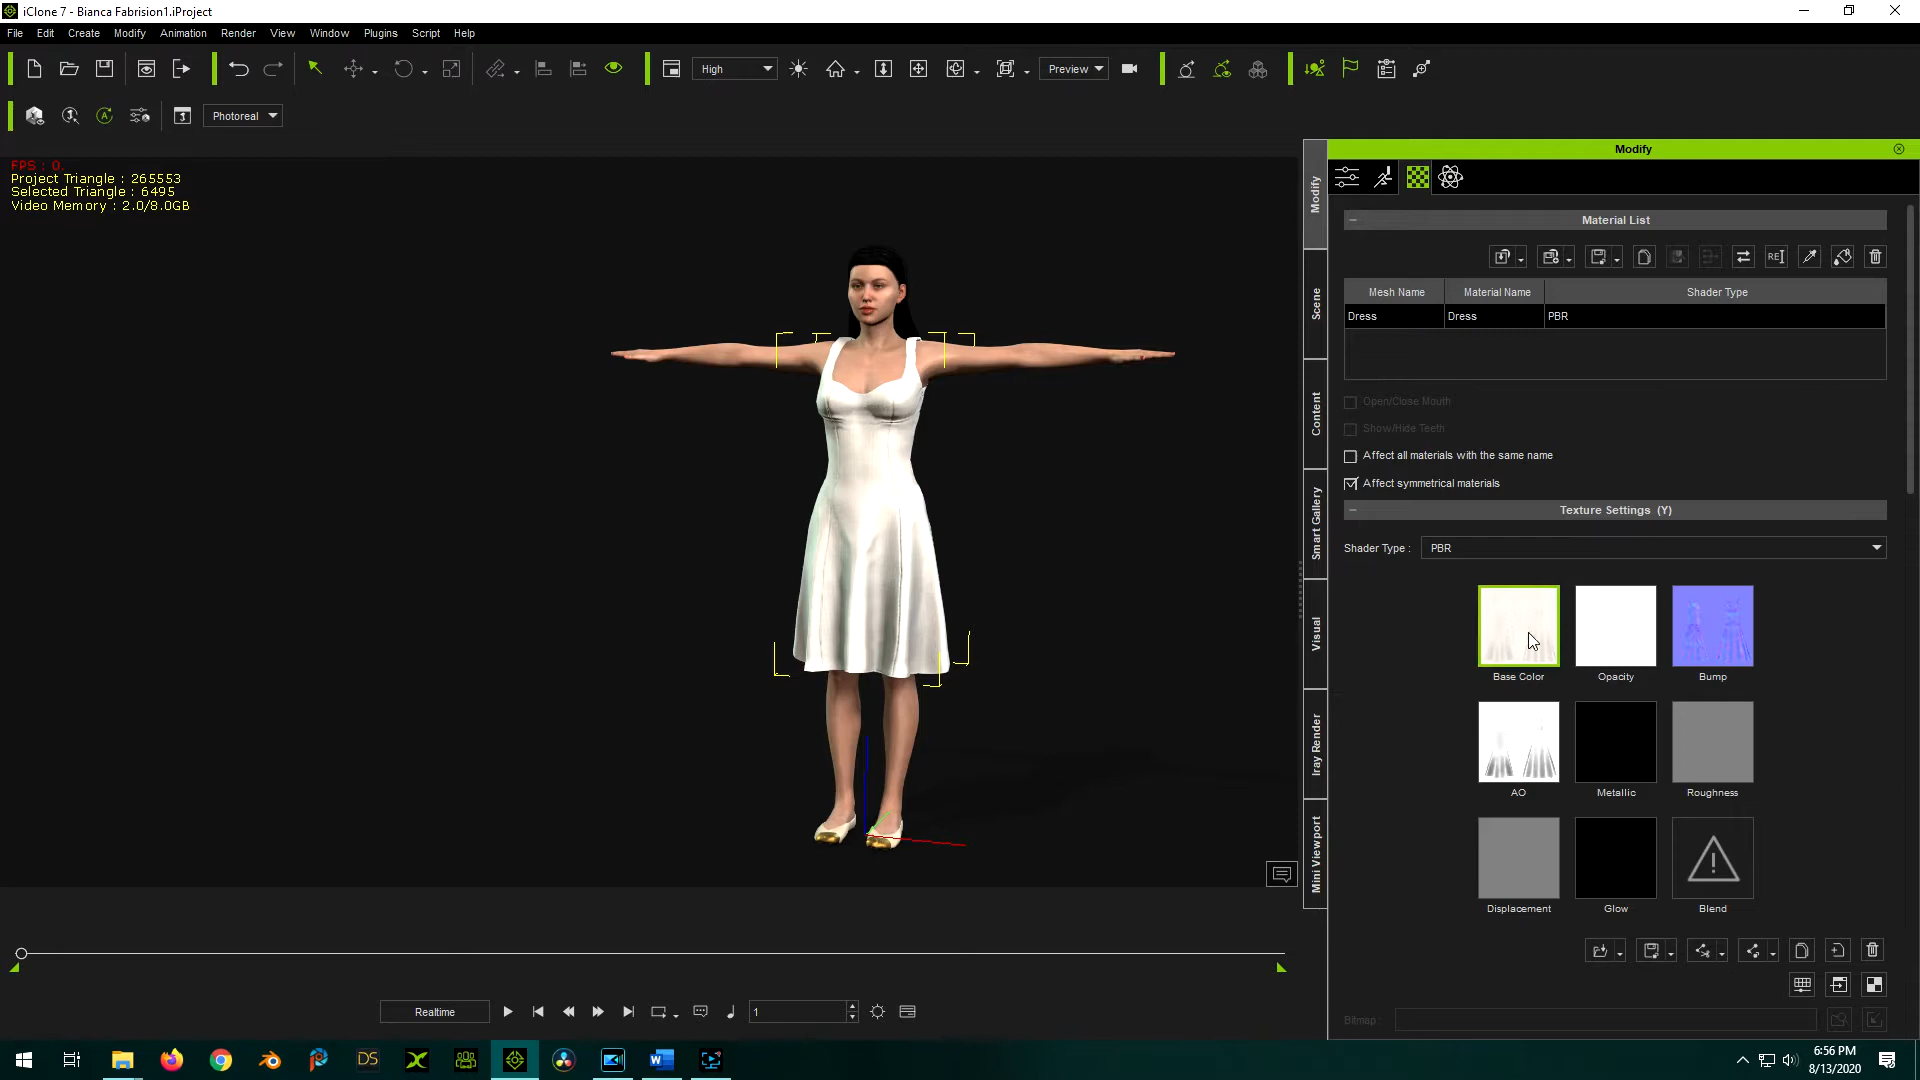 iClone 7 - Bianca Fabrision1.iProject
File Edit Create Modify Animation Render View Window Plugins Script Help
High
Preview
Photoreal
FPS : 0.
Project Triangle : 265553
Selected Triangle : 6495
Video Memory : 2.0/8.0GB
Modify
Scene
Content
Smart Gallery
Visual
Iray Render
Mini Viewport
Modify
Material List
REI
Mesh Name Material Name Shader Type
Dress Dress PBR
Open/Close Mouth
Show/Hide Teeth
Affect all materials with the same name
Affect symmetrical materials
Texture Settings (Y)
Shader Type : PBR
Base Color Opacity Bump
AO Metallic Roughness
Displacement Glow Blend
Bitmap :
Realtime
1
DS
6:56 PM
8/13/2020